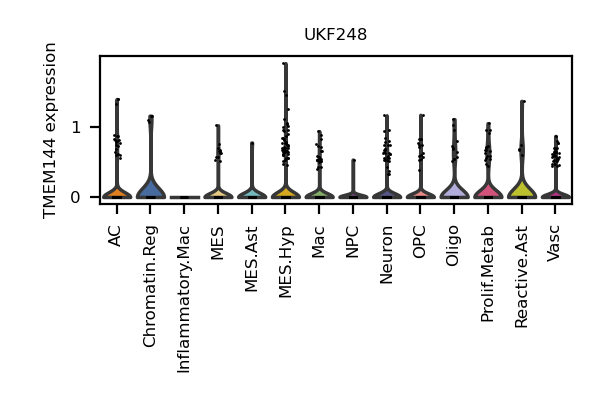 UKF248
TMEM144 expression
1
0
AC
Chromatin.Reg
Inflammatory.Mac
MES
MES.Ast
MES.Hyp
Mac
NPC
Neuron
OPC
Oligo
Prolif.Metab
Reactive.Ast
Vasc